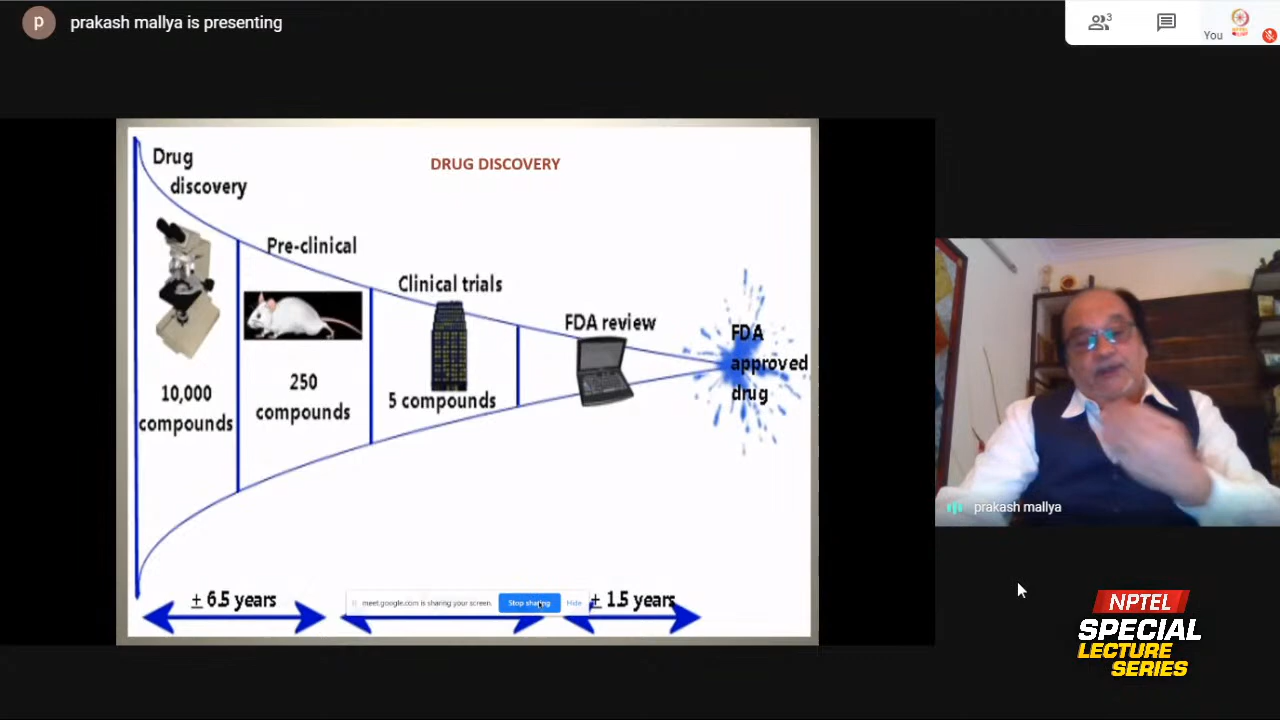 p
prakash mallya is presenting
3
You
DRUG DISCOVERY
Drug
discovery
Pre-clinical
Clinical trials
FDA review
FDA
approved
drug
10,000
compounds
250
compounds
5 compounds
± 6.5 years
meet.google.com is sharing your screen.
Stop sharing
Hide
± 1.5 years
prakash mallya
NPTEL
SPECIAL
LECTURE
SERIES